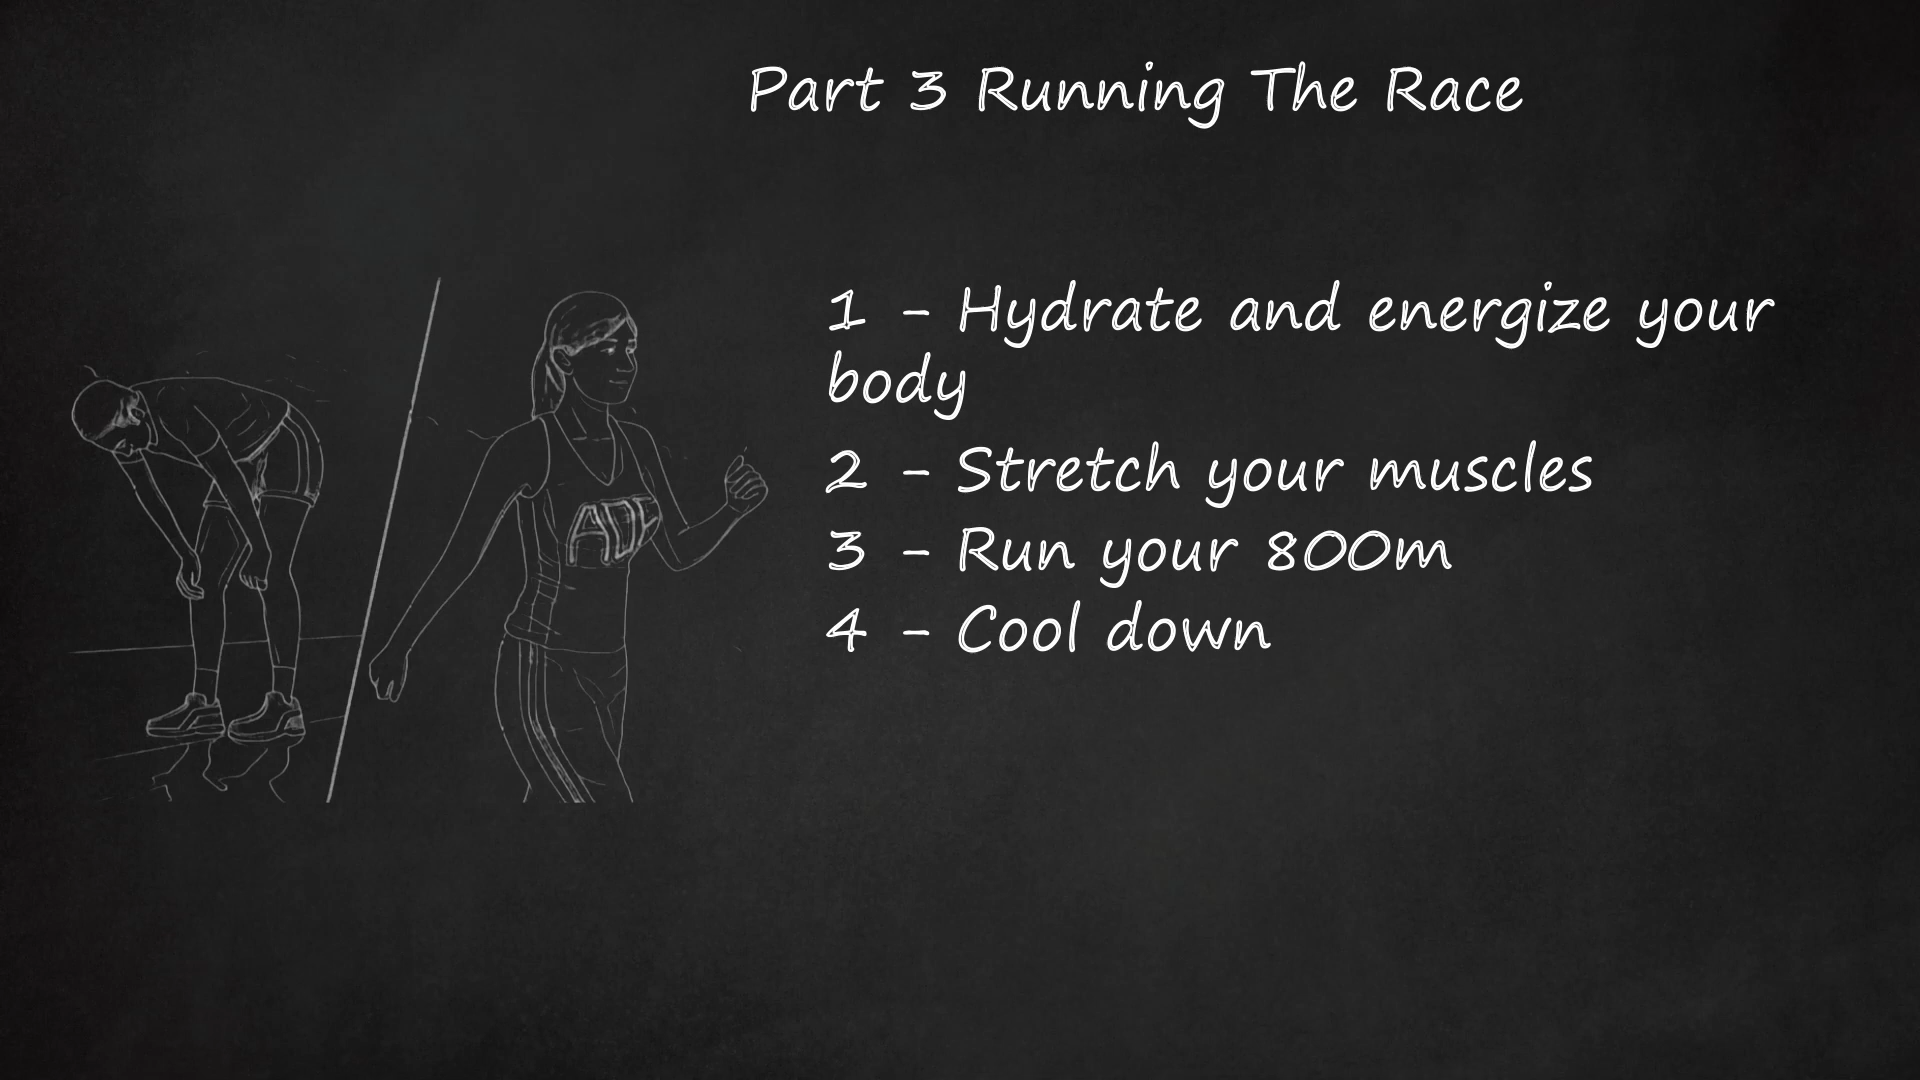 Part 3 Running The Race
1 - Hydrate and energize your
body
2 - Stretch your muscles
3 - Run your 800m
4 - Cool down